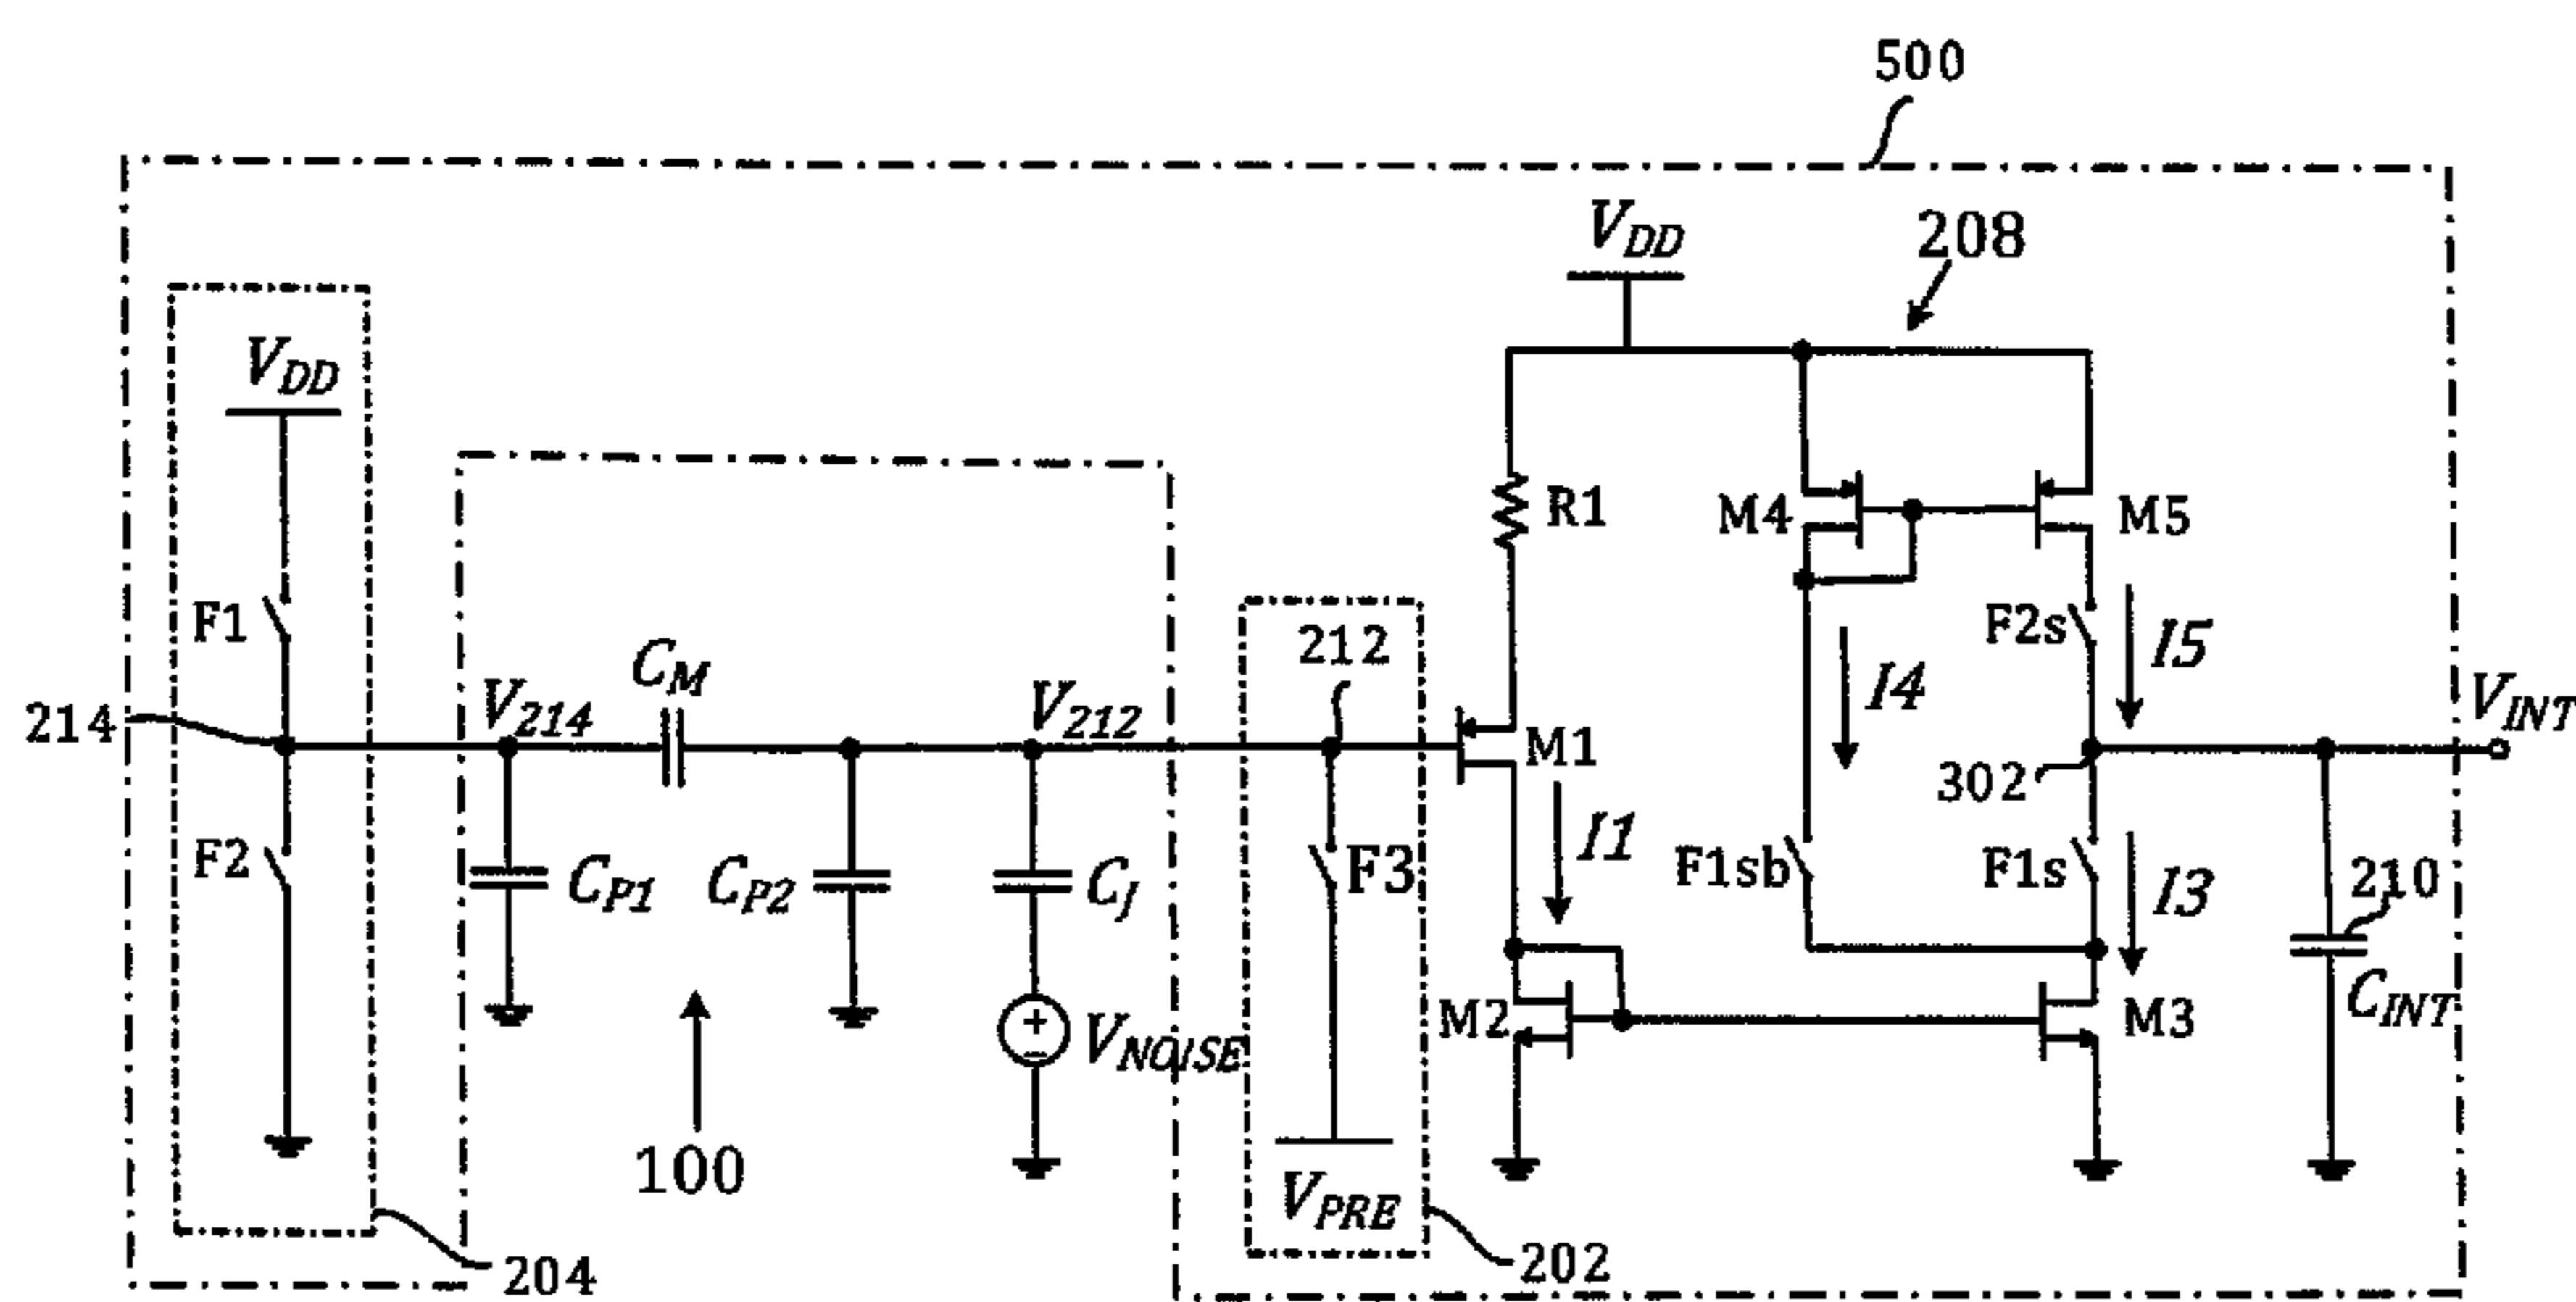 500
V_DD
208
V_DD
R1
M4
M5
F1
F2s
I5
I4
214
V_214
C_M
V_212
212
M1
V_INT
302
F2
C_P1
C_P2
C_J
F3
I1
F1sb
F1s
I3
210
C_INT
M2
M3
V_NOISE
100
V_PRE
204
202